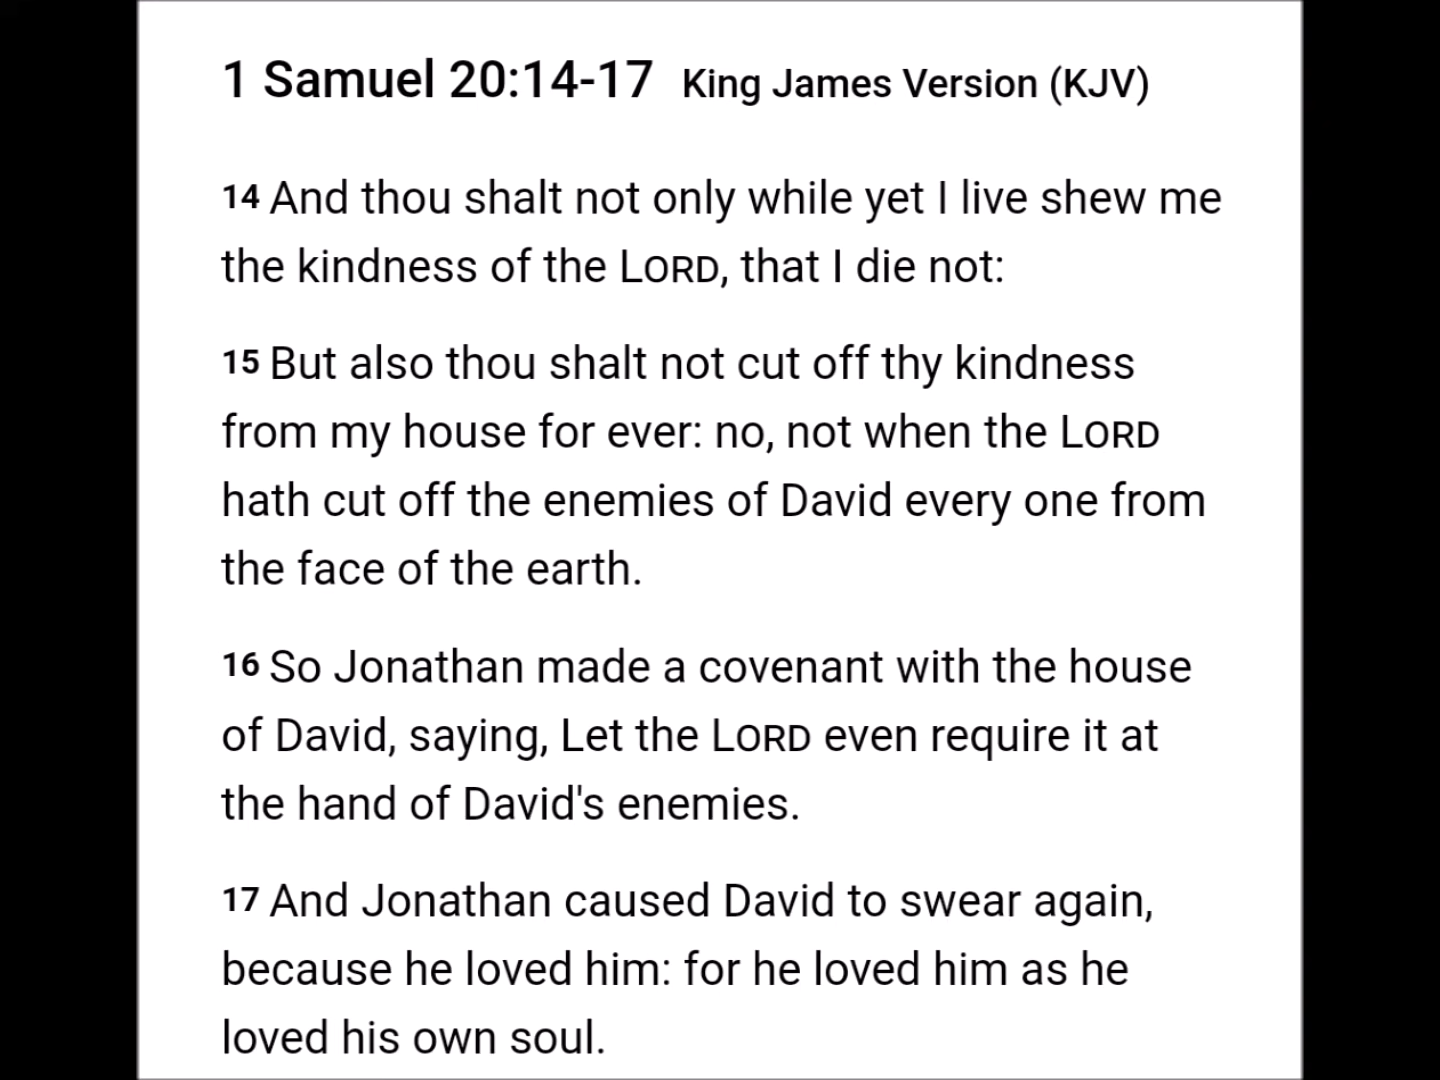 1 Samuel 20:14-17 King James Version (KJV)
14 And thou shalt not only while yet I live shew me
the kindness of the LORD, that I die not:
15 But also thou shalt not cut off thy kindness
from my house for ever: no, not when the LORD
hath cut off the enemies of David every one from
the face of the earth.
16 So Jonathan made a covenant with the house
of David, saying, Let the LORD even require it at
the hand of David's enemies.
17 And Jonathan caused David to swear again,
because he loved him: for he loved him as he
loved his own soul.